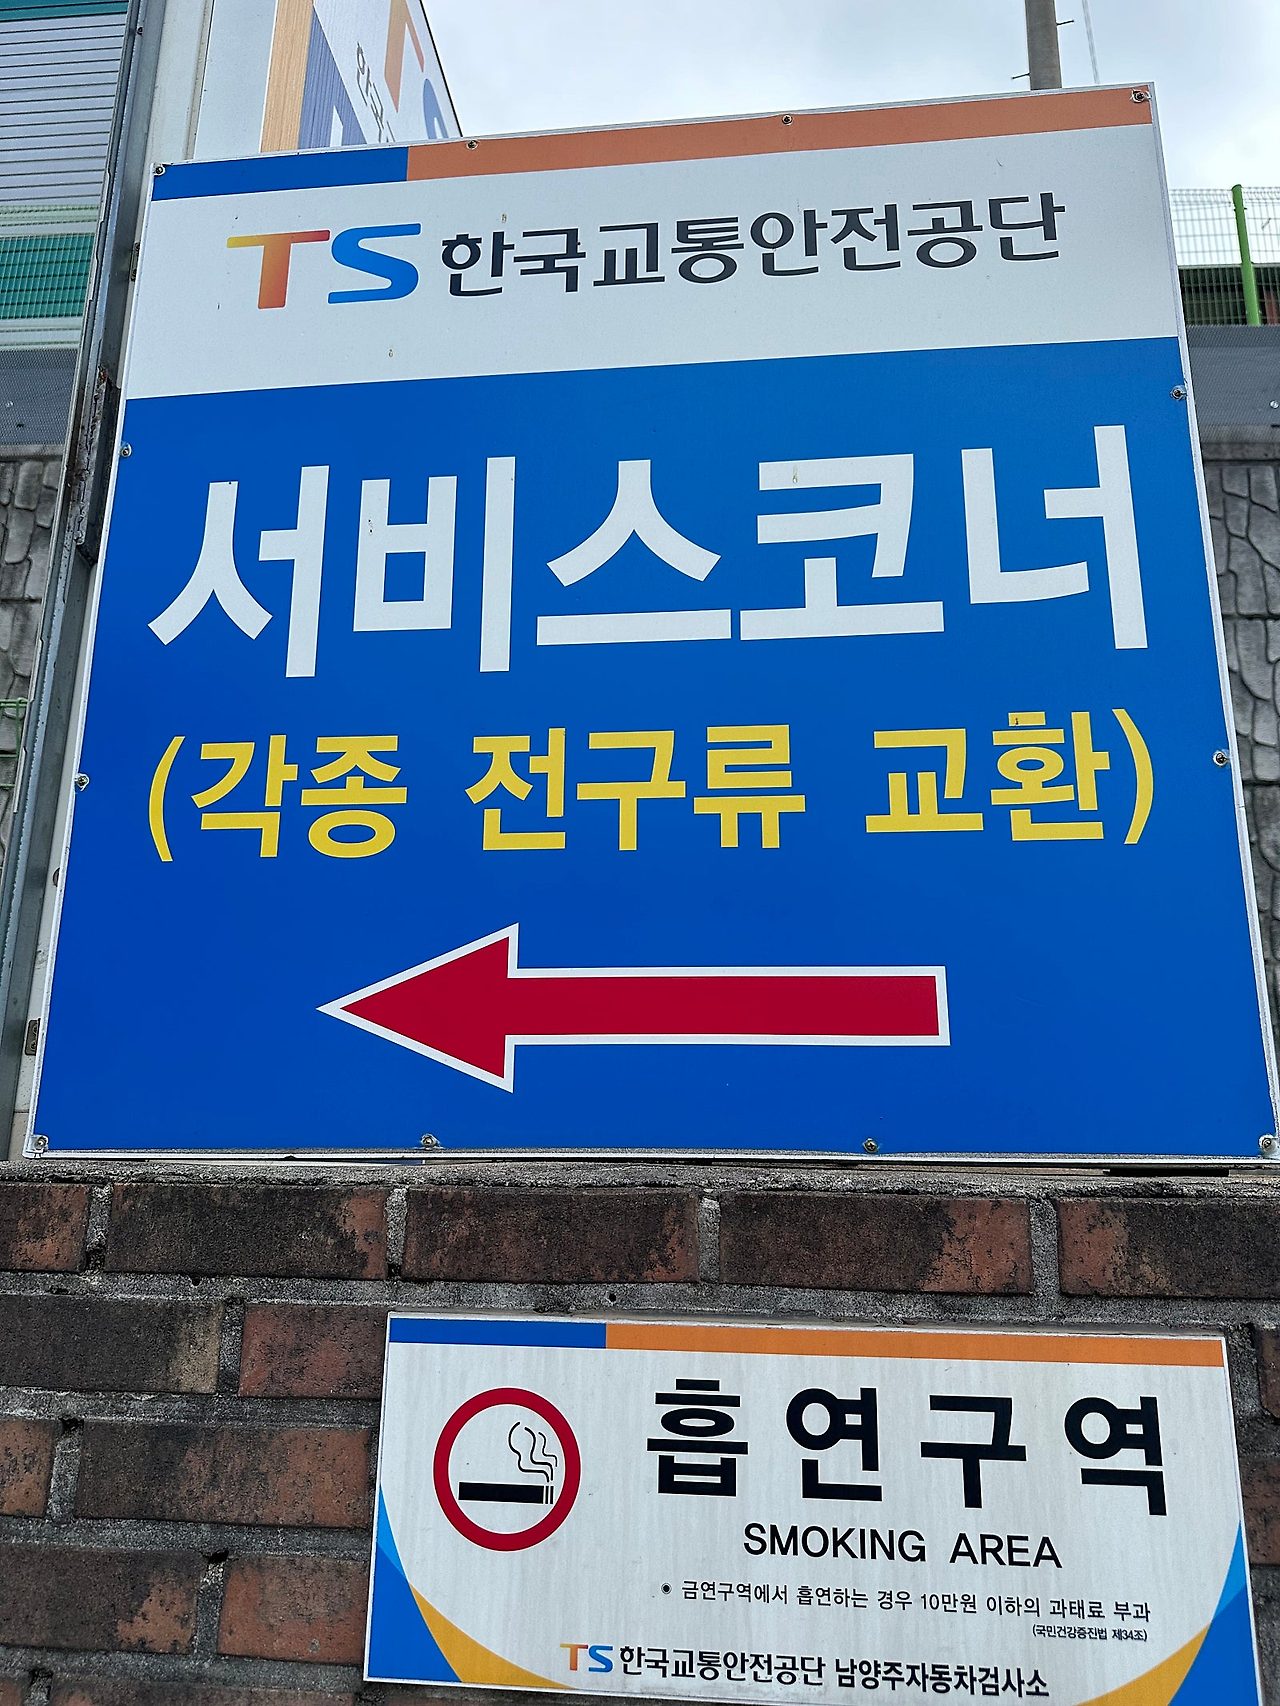 TS한국교통안전공단
서비스코너
(각종 전구류 교환)
흡연구역
SMOKING AREA
• 금연구역에서 흡연하는 경우 10만원 이하의 과태료 부과
(국민건강증진법 제34조)
TS한국교통안전공단 남양주자동차검사소